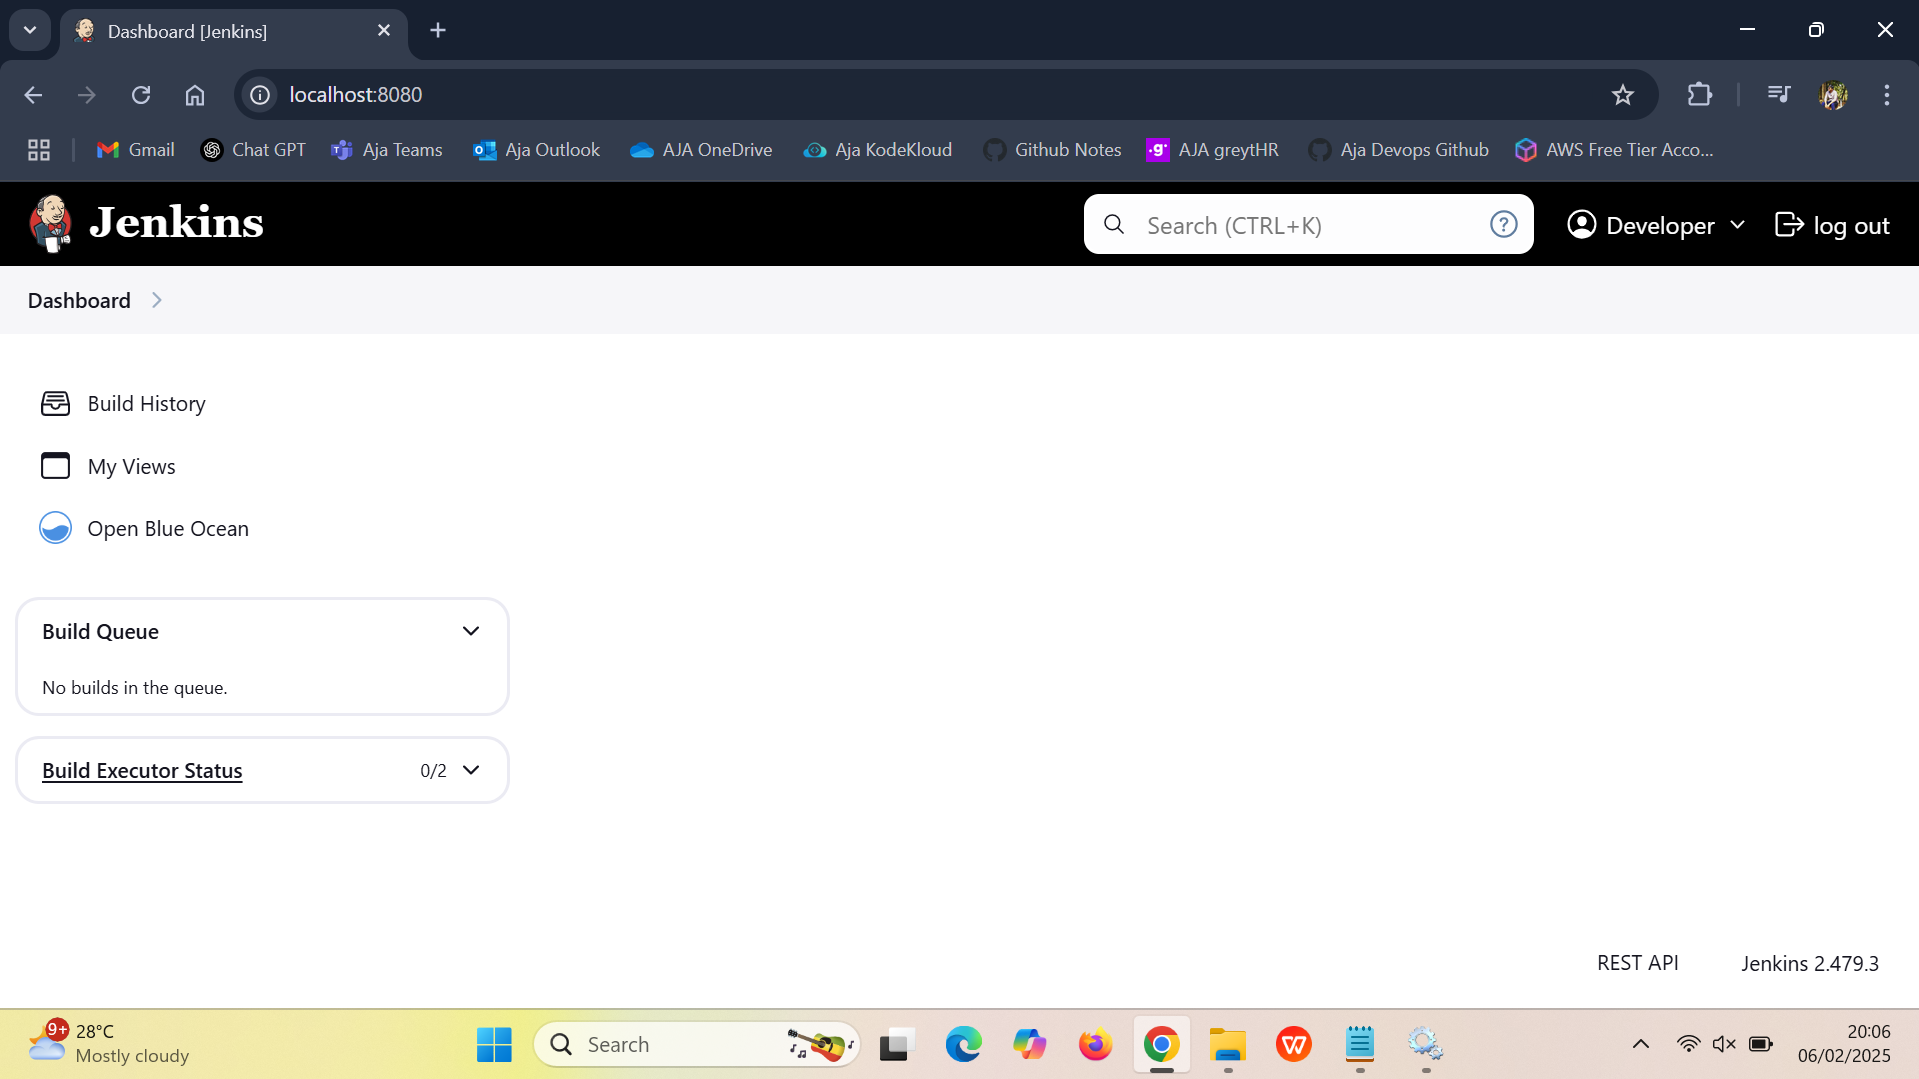 Dashboard [Jenkins]
localhost:8080
Gmail
Chat GPT
Aja Teams
Aja Outlook
AJA OneDrive
Aja KodeKloud
Github Notes
.g
AJA greytHR
Aja Devops Github
AWS Free Tier Acco...
Jenkins
Search (CTRL+K)
?
Developer
log out
Dashboard
Build History
My Views
Open Blue Ocean
Build Queue
No builds in the queue.
Build Executor Status
0/2
REST API
Jenkins 2.479.3
9+
28°C
Mostly cloudy
Search
20:06
06/02/2025